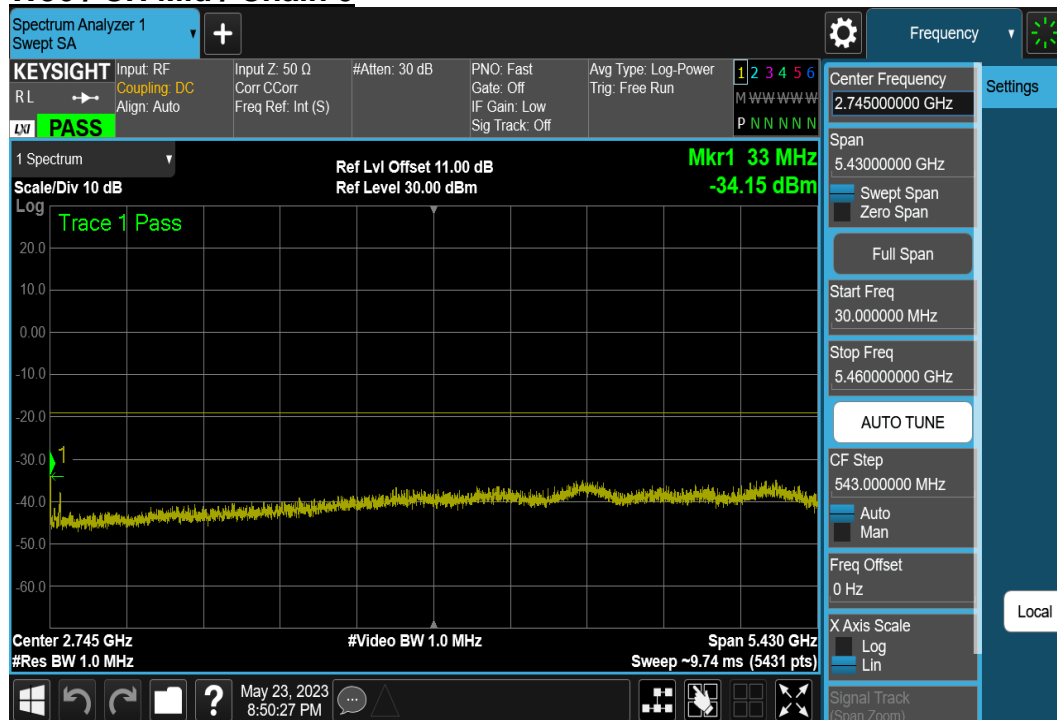 Spectrum Analyzer 1
Swept SA
Frequency
KEYSIGHT
RL
LXI PASS
Input: RF
Coupling: DC
Align: Auto
Input Z: 50 Ω
Corr CCorr
Freq Ref: Int (S)
#Atten: 30 dB
PNO: Fast
Gate: Off
IF Gain: Low
Sig Track: Off
Avg Type: Log-Power
Trig: Free Run
1 2 3 4 5 6
M W W W W W
P N N N N N
1 Spectrum
Scale/Div 10 dB
Ref Lvl Offset 11.00 dB
Ref Level 30.00 dBm
Mkr1 33 MHz
-34.15 dBm
Log
Trace 1 Pass
20.0
10.0
0.00
-10.0
-20.0
-30.0
-40.0
-50.0
-60.0
1
Center 2.745 GHz
#Res BW 1.0 MHz
#Video BW 1.0 MHz
Span 5.430 GHz
Sweep ~9.74 ms (5431 pts)
Center Frequency
2.745000000 GHz
Span
5.43000000 GHz
Swept Span
Zero Span
Full Span
Start Freq
30.000000 MHz
Stop Freq
5.460000000 GHz
AUTO TUNE
CF Step
543.000000 MHz
Auto
Man
Freq Offset
0 Hz
X Axis Scale
Log
Lin
Signal Track
(Span Zoom)
Settings
Local
?
May 23, 2023
8:50:27 PM